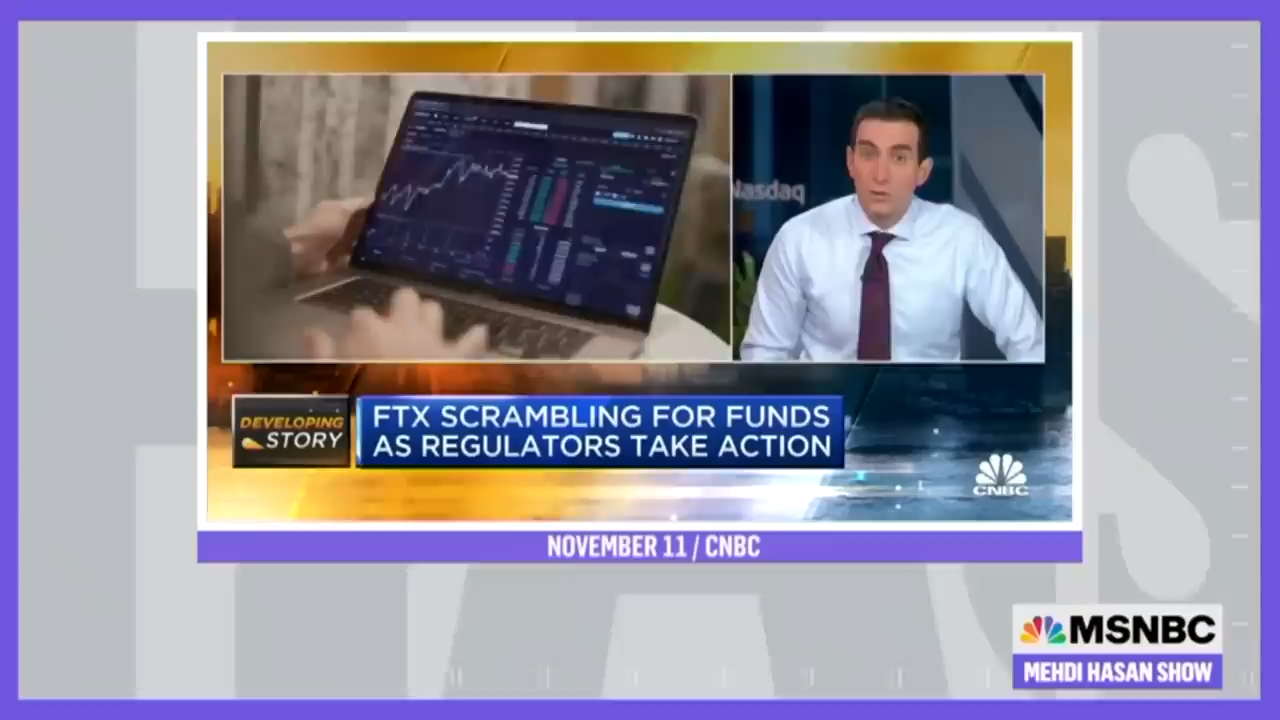 Nasdaq
DEVELOPING
STORY
FTX SCRAMBLING FOR FUNDS
AS REGULATORS TAKE ACTION
CNBC
NOVEMBER 11 / CNBC
MSNBC
MEHDI HASAN SHOW